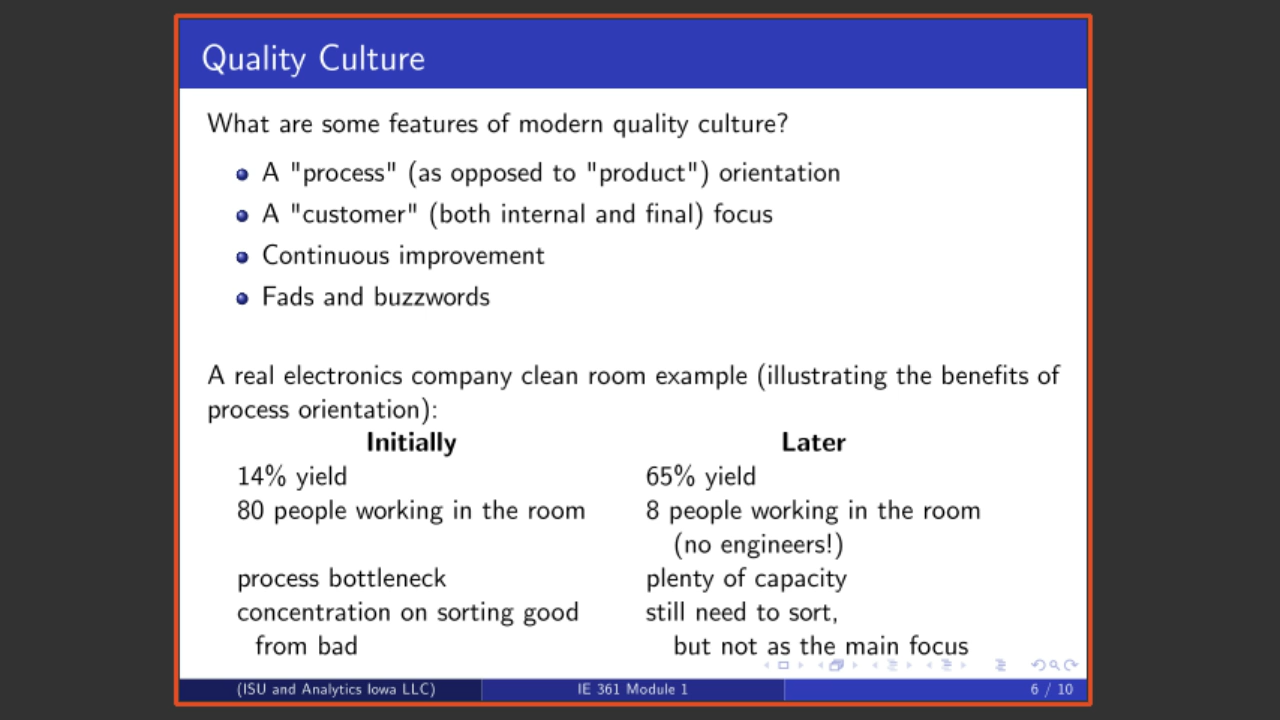 Quality Culture
What are some features of modern quality culture?
A "process" (as opposed to "product") orientation
A "customer" (both internal and final) focus
Continuous improvement
Fads and buzzwords
A real electronics company clean room example (illustrating the benefits of
process orientation):
Initially Later
14% yield 65% yield
80 people working in the room 8 people working in the room
(no engineers!)
process bottleneck plenty of capacity
concentration on sorting good still need to sort,
from bad but not as the main focus
(ISU and Analytics Iowa LLC) IE 361 Module 1 6 / 10